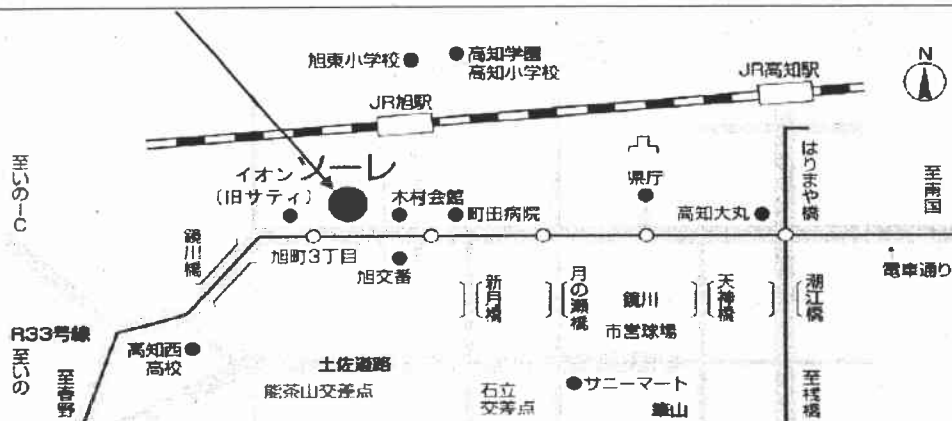 旭東小学校
高知学園
高知小学校
N
JR高知駅
JR旭駅
ソーレ
イオン
(旧サティ)
木村会館
町田病院
県庁
高知大丸
はりまや橋
至南国
至いのIC
鏡川橋
旭町3丁目
旭交番
電車通り
新月橋
月の瀬橋
鏡川
市営球場
天神橋
潮江橋
R33号線
至いの
至春野
高知西
高校
土佐道路
能茶山交差点
石立
交差点
サニーマート
筆山
至桟橋